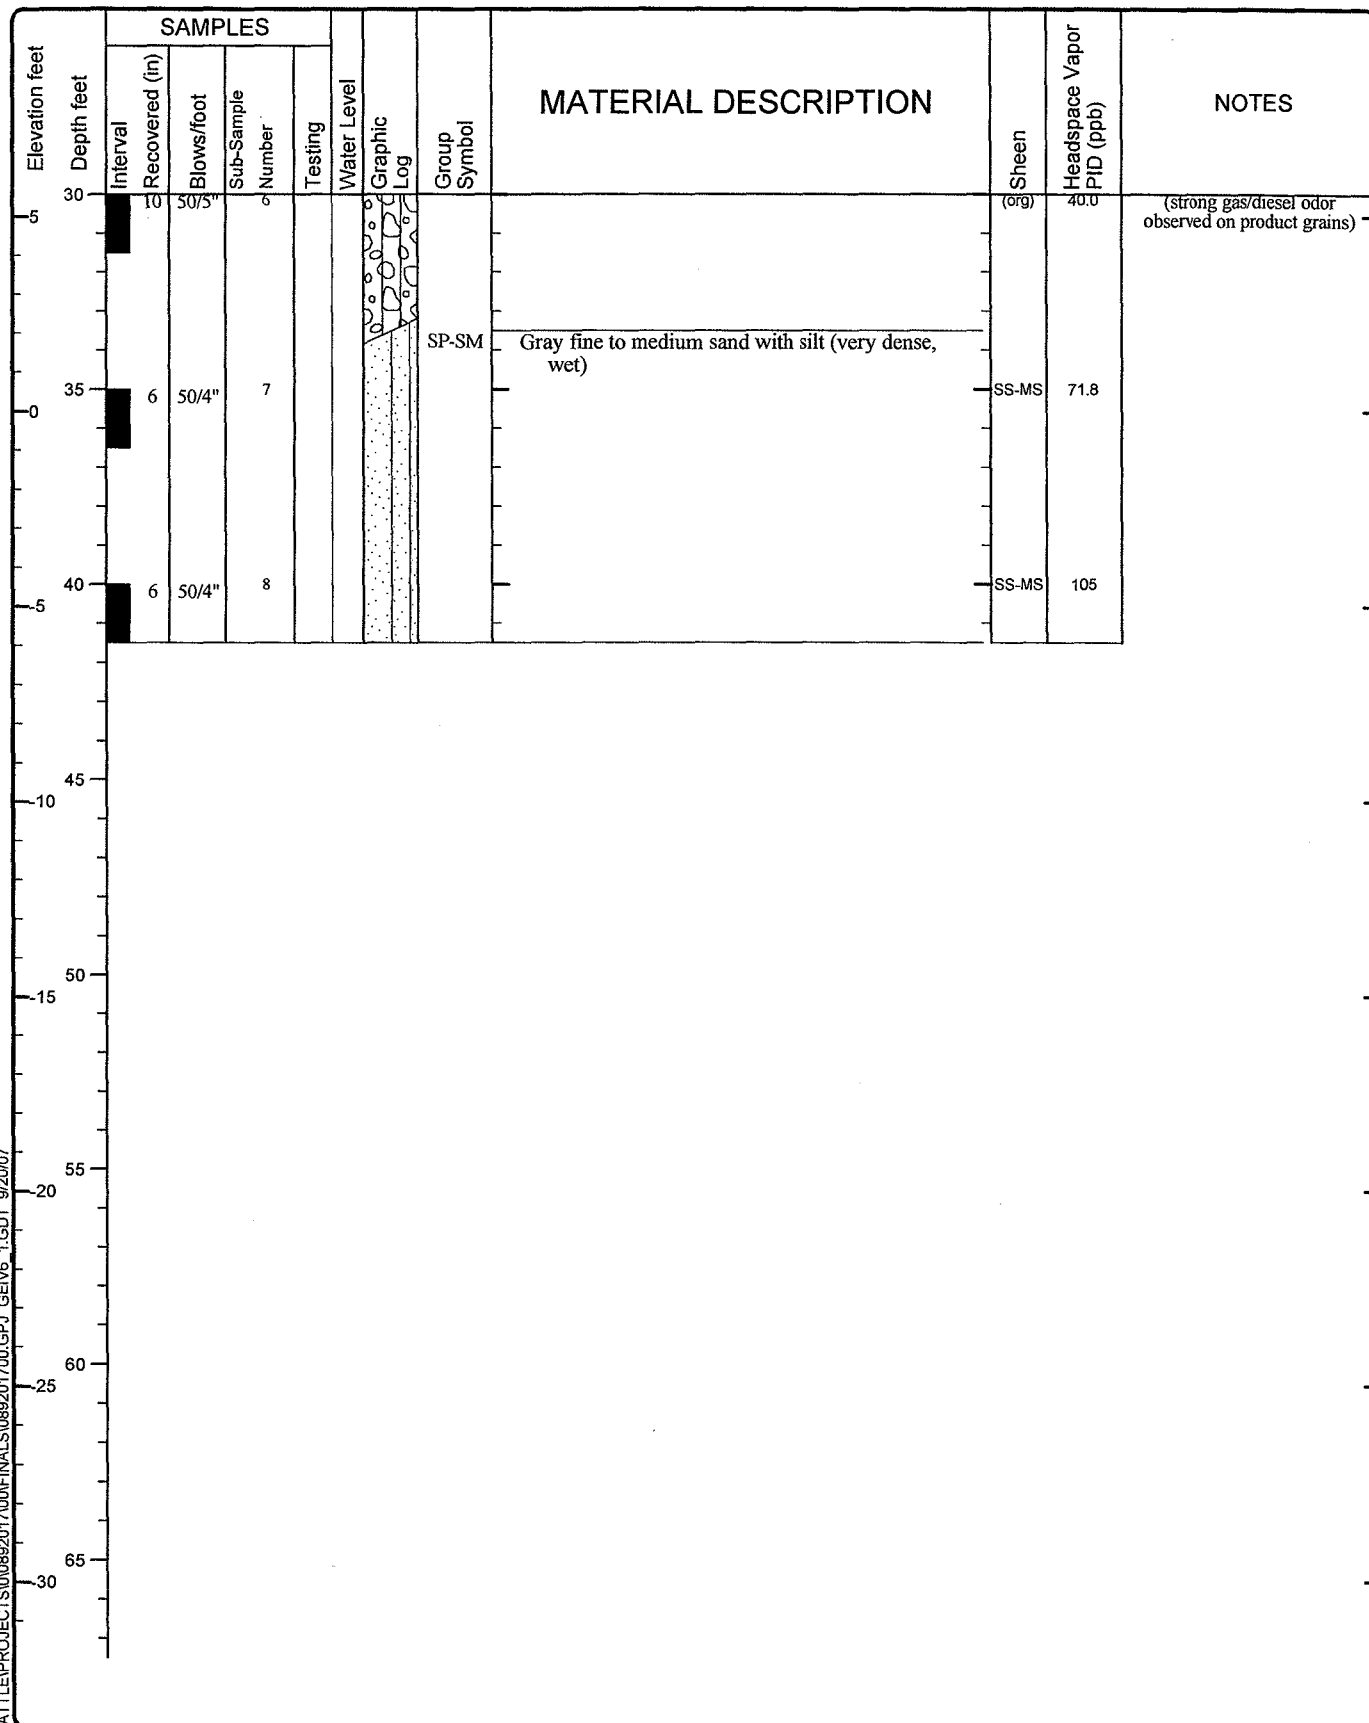 SAMPLES
Elevation feet
Depth feet
Interval
Recovered (in)
Blows/foot
Sub-Sample
Number
Testing
Water Level
Graphic
Log
Group
Symbol
MATERIAL DESCRIPTION
Sheen
Headspace Vapor
PID (ppb)
NOTES
30
10 50/5" 6
(org) 40.0 (strong gas/diesel odor
observed on product grains)
5
SP-SM Gray fine to medium sand with silt (very dense,
wet)
35 6 50/4" 7 SS-MS 71.8
0
40 6 50/4" 8 SS-MS 105
-5
45
-10
50
-15
55
-20
60
-25
65
-30